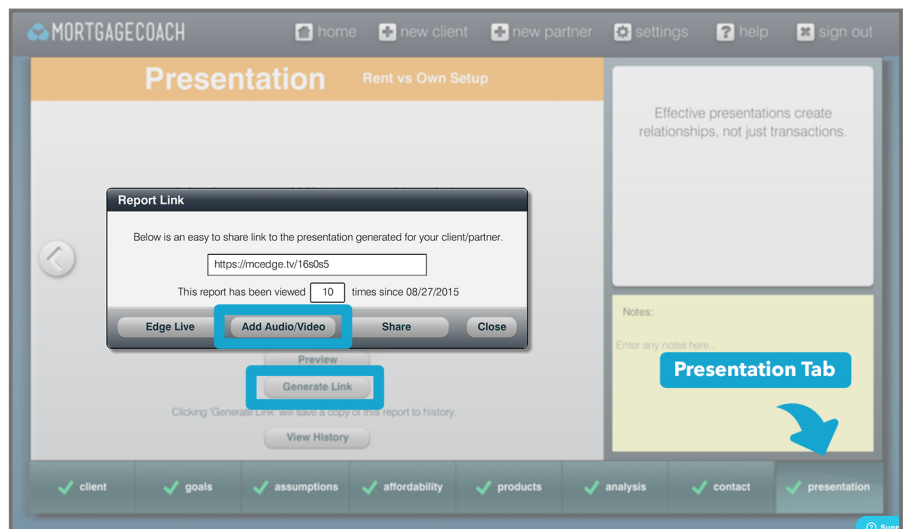 MORTGAGECOACH
home
new client
new partner
settings
help
sign out
Presentation
Rent vs Own Setup
Effective presentations create
relationships, not just transactions.
Report Link
Below is an easy to share link to the presentation generated for your client/partner.
https://mcedge.tv/16s0s5
This report has been viewed 10 times since 08/27/2015
Edge Live
Add Audio/Video
Share
Close
Preview
Generate Link
Clicking "Generate Link" will save a copy of this report to history.
View History
Notes:
Enter any notes here...
Presentation Tab
client
goals
assumptions
affordability
products
analysis
contact
presentation